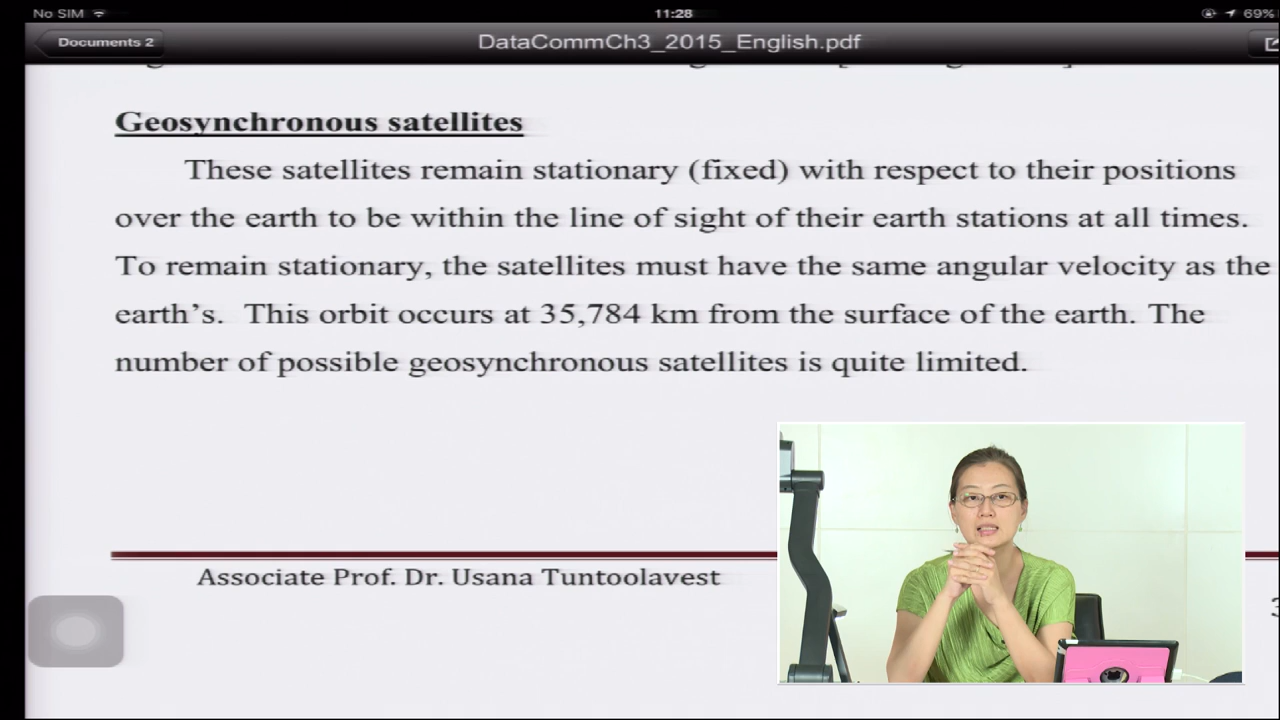 No SIM
11:28
69%
Documents 2
DataCommCh3_2015_English.pdf
Geosynchronous satellites
These satellites remain stationary (fixed) with respect to their positions
over the earth to be within the line of sight of their earth stations at all times.
To remain stationary, the satellites must have the same angular velocity as the
earth's. This orbit occurs at 35,784 km from the surface of the earth. The
number of possible geosynchronous satellites is quite limited.
Associate Prof. Dr. Usana Tuntoolavest